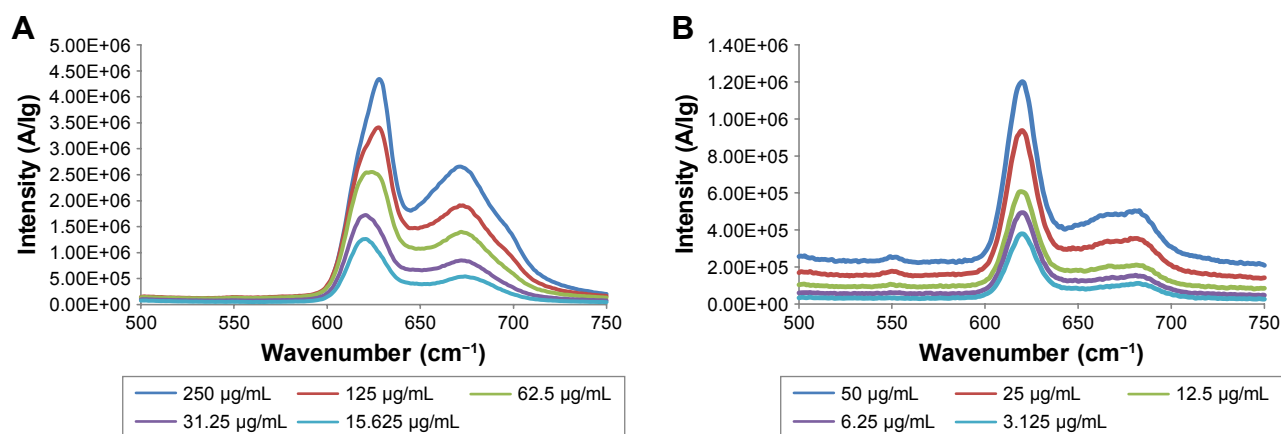 A
Intensity (A/lg)
5.00E+06
4.50E+06
4.00E+06
3.50E+06
3.00E+06
2.50E+06
2.00E+06
1.50E+06
1.00E+06
5.00E+05
0.00E+00
500 550 600 650 700 750
Wavenumber (cm⁻¹)
250 µg/mL 125 µg/mL 62.5 µg/mL
31.25 µg/mL 15.625 µg/mL
B
Intensity (A/lg)
1.40E+06
1.20E+06
1.00E+06
8.00E+05
6.00E+05
4.00E+05
2.00E+05
0.00E+00
500 550 600 650 700 750
Wavenumber (cm⁻¹)
50 µg/mL 25 µg/mL 12.5 µg/mL
6.25 µg/mL 3.125 µg/mL